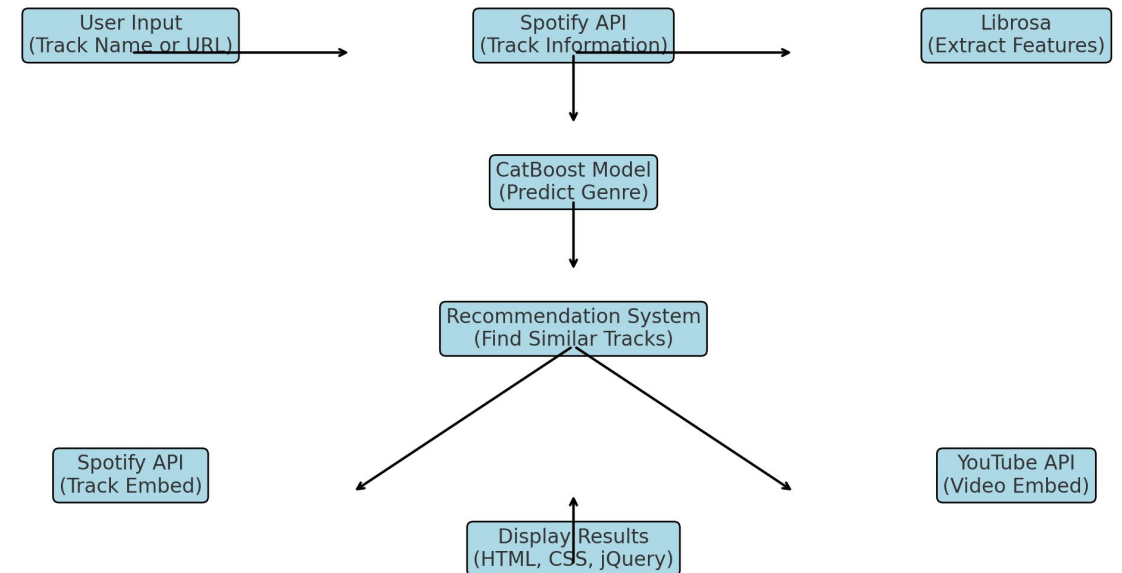 User Input
(Track Name or URL)
Spotify API
(Track Information)
Librosa
(Extract Features)
CatBoost Model
(Predict Genre)
Recommendation System
(Find Similar Tracks)
Spotify API
(Track Embed)
YouTube API
(Video Embed)
Display Results
(HTML, CSS, jQuery)